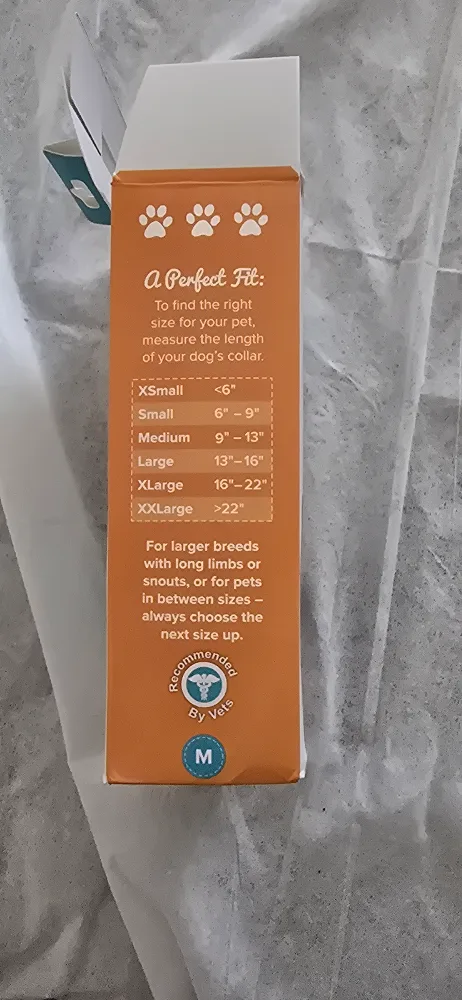 A Perfect Fit:
To find the right
size for your pet,
measure the length
of your dog's collar.
XSmall <6"
Small 6" – 9"
Medium 9" – 13"
Large 13"– 16"
XLarge 16"– 22"
XXLarge >22"
For larger breeds
with long limbs or
snouts, or for pets
in between sizes –
always choose the
next size up.
Recommended
By Vets
M